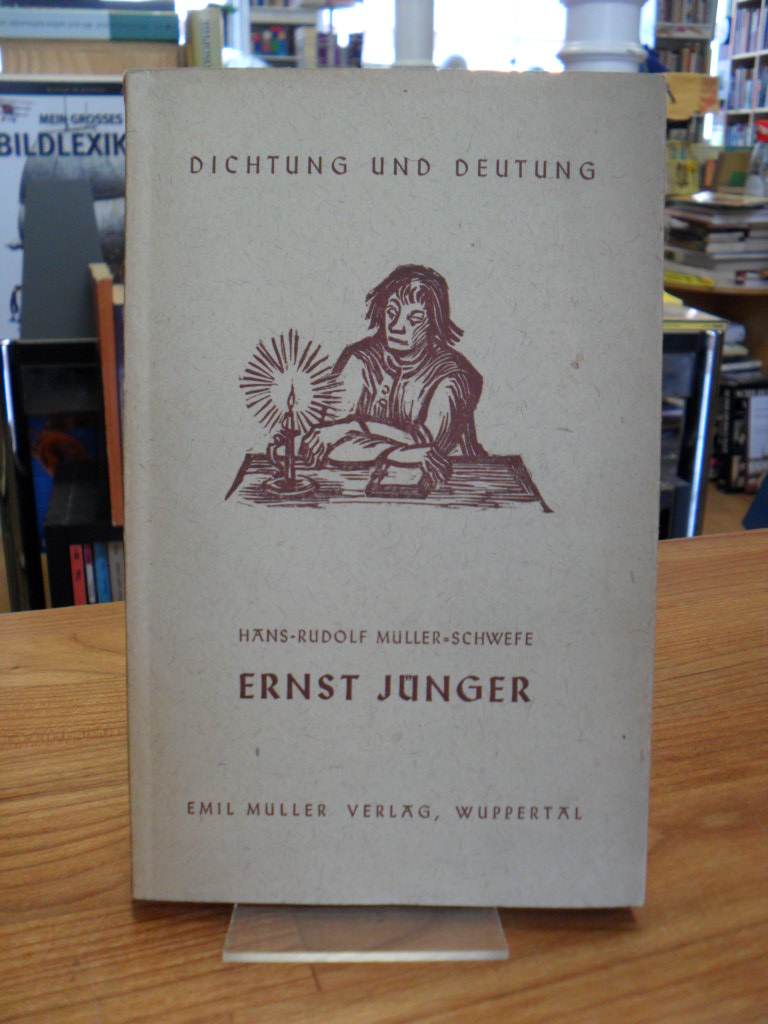 MEIN GROSSES
BILDLEXIK
DICHTUNG UND DEUTUNG
HANS-RUDOLF MÜLLER-SCHWEFE
ERNST JÜNGER
EMIL MÜLLER VERLAG, WUPPERTAL